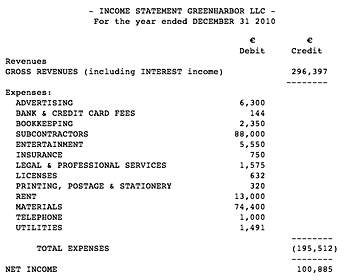 - INCOME STATEMENT GREENHARBOR LLC -
For the year ended DECEMBER 31 2010
€ €
Debit Credit
Revenues
GROSS REVENUES (including INTEREST income) 296,397
--------
Expenses:
ADVERTISING 6,300
BANK & CREDIT CARD FEES 144
BOOKKEEPING 2,350
SUBCONTRACTORS 88,000
ENTERTAINMENT 5,550
INSURANCE 750
LEGAL & PROFESSIONAL SERVICES 1,575
LICENSES 632
PRINTING, POSTAGE & STATIONERY 320
RENT 13,000
MATERIALS 74,400
TELEPHONE 1,000
UTILITIES 1,491
--------
TOTAL EXPENSES (195,512)
--------
NET INCOME 100,885